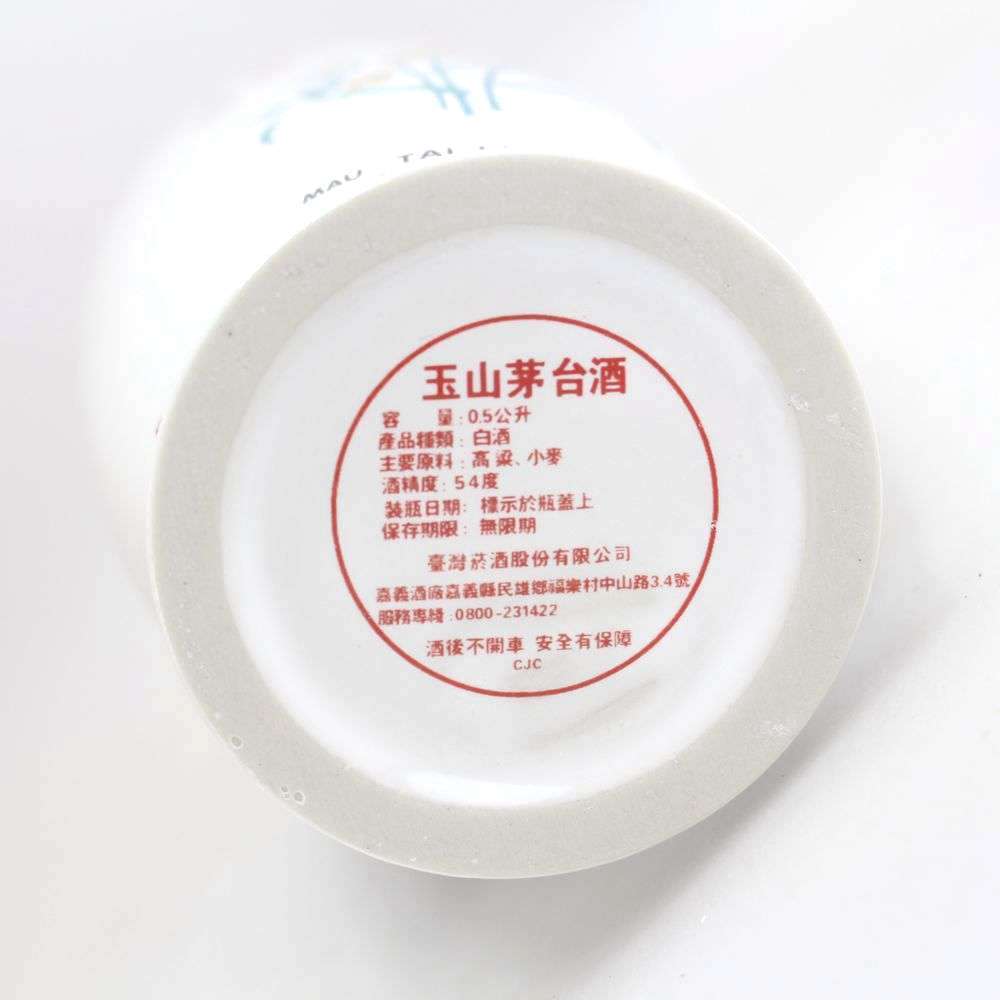 MAU TAI
玉山茅台酒
容　　量：0.5公升
產品種類：白酒
主要原料：高粱、小麥
酒精度：54度
裝瓶日期：標示於瓶蓋上
保存期限：無限期
臺灣菸酒股份有限公司
嘉義酒廠嘉義縣民雄鄉福樂村中山路3.4號
服務專綫：0800-231422
酒後不開車 安全有保障
CJC